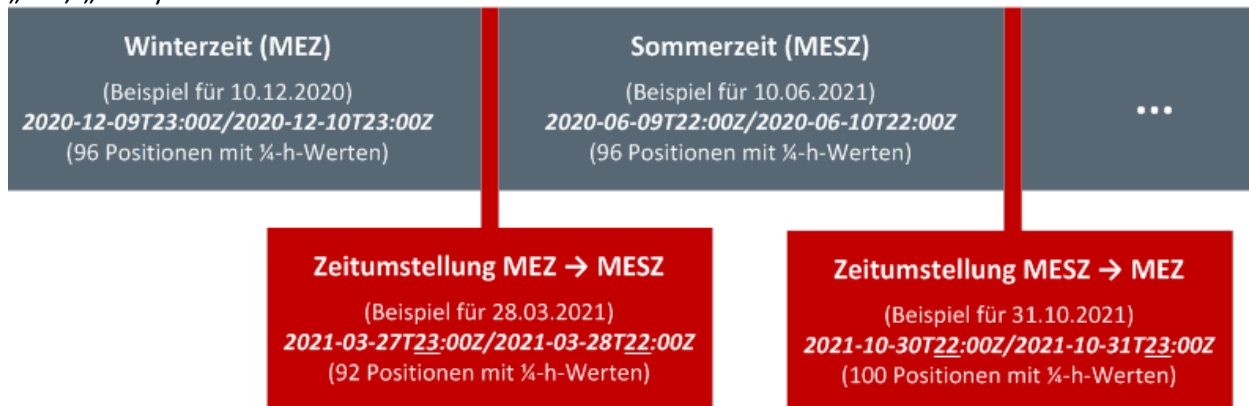 Winterzeit (MEZ)
(Beispiel für 10.12.2020)
2020-12-09T23:00Z/2020-12-10T23:00Z
(96 Positionen mit ¼-h-Werten)
Sommerzeit (MESZ)
(Beispiel für 10.06.2021)
2020-06-09T22:00Z/2020-06-10T22:00Z
(96 Positionen mit ¼-h-Werten)
...
Zeitumstellung MEZ → MESZ
(Beispiel für 28.03.2021)
2021-03-27T23:00Z/2021-03-28T22:00Z
(92 Positionen mit ¼-h-Werten)
Zeitumstellung MESZ → MEZ
(Beispiel für 31.10.2021)
2021-10-30T22:00Z/2021-10-31T23:00Z
(100 Positionen mit ¼-h-Werten)